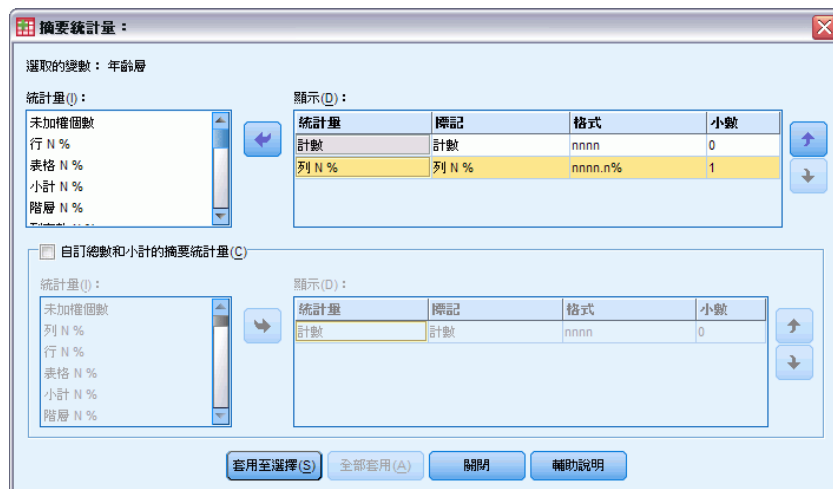 摘要統計量：
選取的變數： 年齡層
統計量(I)：
未加權個數
行 N %
表格 N %
小計 N %
階層 N %
顯示(D)：
統計量 標記 格式 小數
計數 計數 nnnn 0
列 N % 列 N % nnnn.n% 1
自訂總數和小計的摘要統計量(C)
統計量(I)：
未加權個數
列 N %
行 N %
表格 N %
小計 N %
階層 N %
顯示(D)：
統計量 標記 格式 小數
計數 計數 nnnn 0
套用至選擇(S) 全部套用(A) 關閉 輔助說明